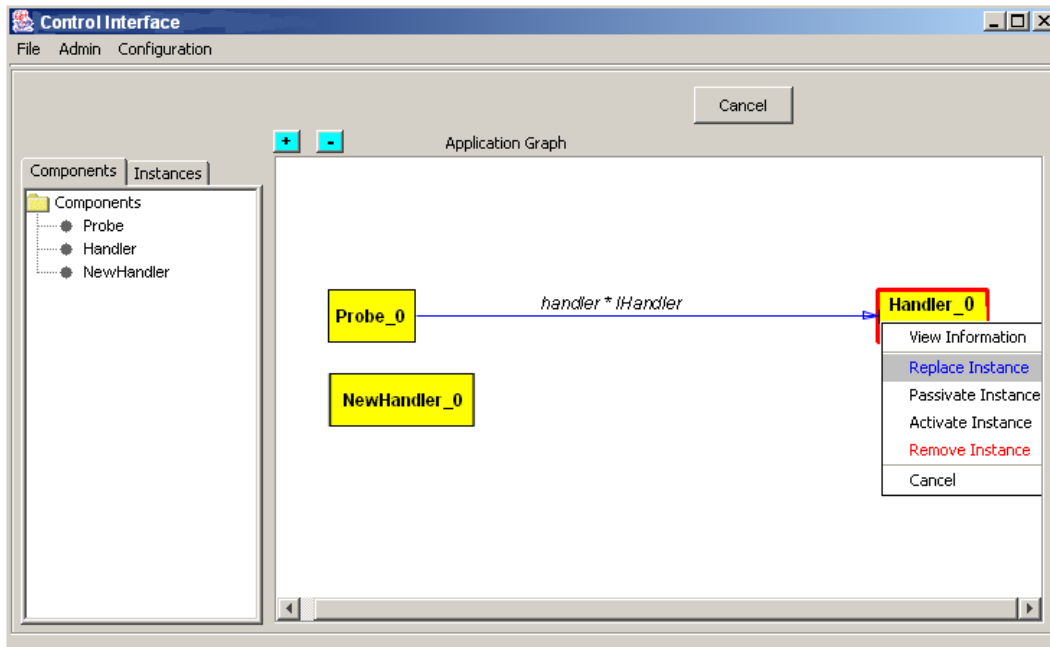 Control Interface
File Admin Configuration
Cancel
+ - Application Graph
Components Instances
Components
Probe
Handler
NewHandler
Probe_0
handler * IHandler
Handler_0
NewHandler_0
View Information
Replace Instance
Passivate Instance
Activate Instance
Remove Instance
Cancel